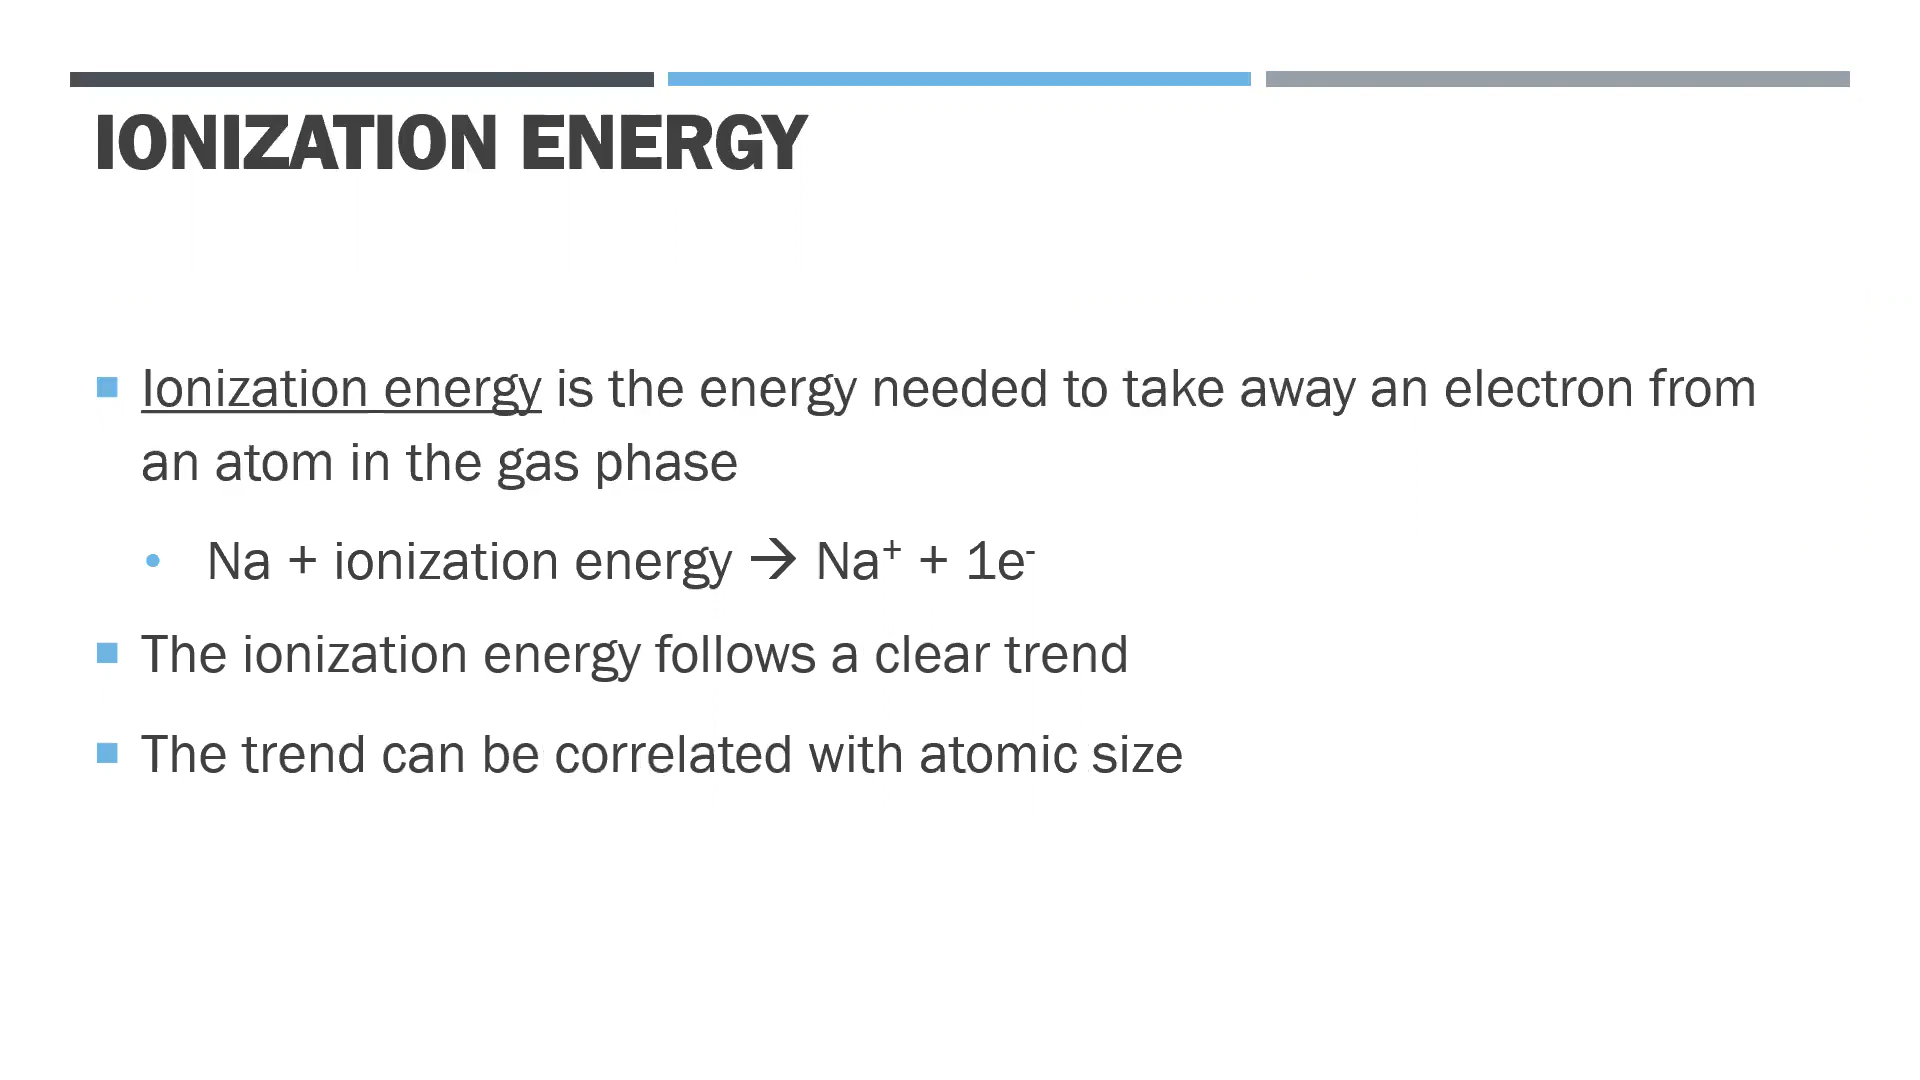 IONIZATION ENERGY
Ionization energy is the energy needed to take away an electron from
an atom in the gas phase
Na + ionization energy → Na⁺ + 1e⁻
The ionization energy follows a clear trend
The trend can be correlated with atomic size